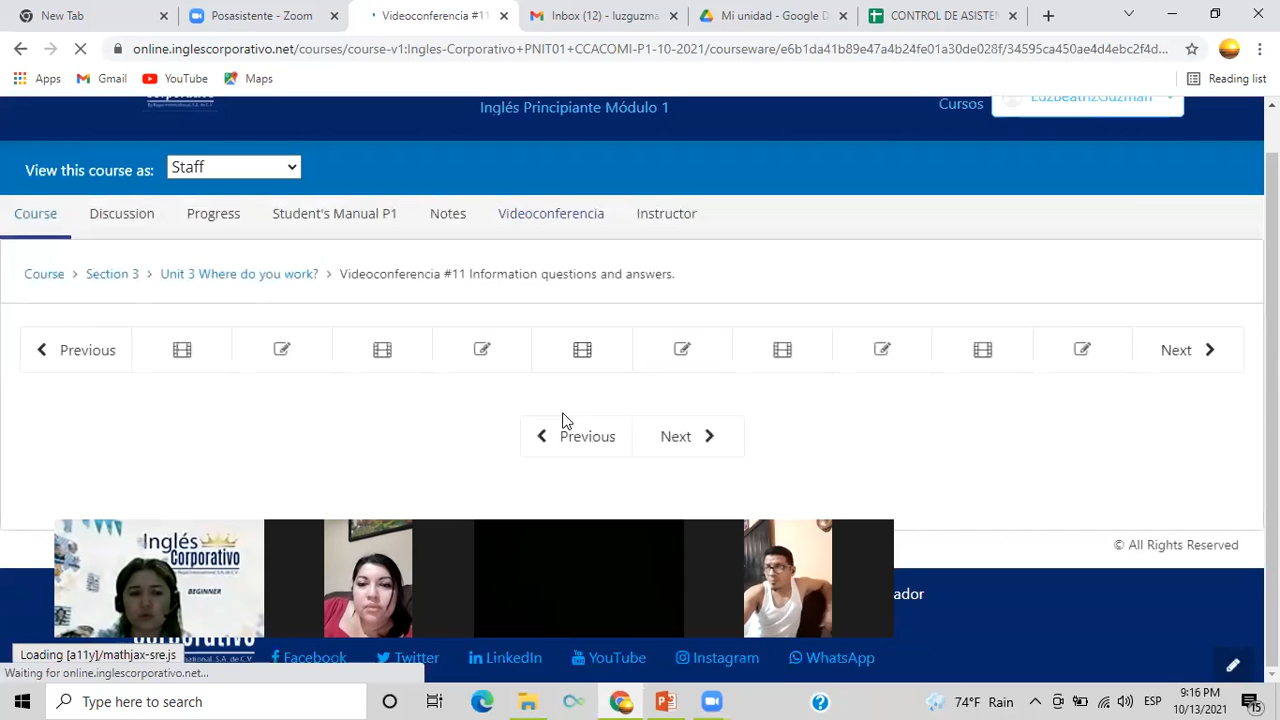 New Tab
Posasistente - Zoom
Videoconferencia #11
Inbox (12) - luzguzma
Mi unidad - Google D
CONTROL DE ASISTEN
online.inglescorporativo.net/courses/course-v1:Ingles-Corporativo+PNIT01+CCACOMI-P1-10-2021/courseware/e6b1da41b89e47a4b24fe01a30de028f/34595ca450ae4d4ebc2f4d...
Apps
Gmail
YouTube
Maps
Reading list
Inglés Principiante Módulo 1
Cursos
LuzBeatrizGuzman
View this course as:
Staff
Course
Discussion
Progress
Student's Manual P1
Notes
Videoconferencia
Instructor
Course > Section 3 > Unit 3 Where do you work? > Videoconferencia #11 Information questions and answers.
Previous
Next
Previous
Next
© All Rights Reserved
Inglés
Corporativo
BEGINNER
ador
Loading [a11y]/mathjax-sre.js
Facebook
Twitter
LinkedIn
YouTube
Instagram
WhatsApp
Waiting for online.inglescorporativo.net...
Type here to search
74°F Rain
ESP
9:16 PM
10/13/2021
15